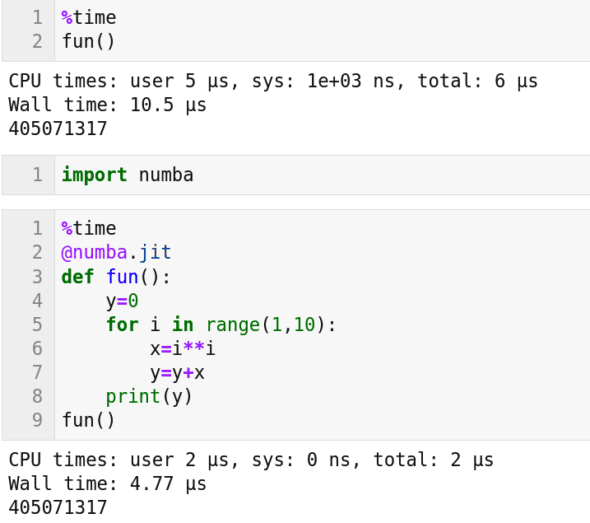 1 %time
2 fun()
CPU times: user 5 µs, sys: 1e+03 ns, total: 6 µs
Wall time: 10.5 µs
405071317
1 import numba
1 %time
2 @numba.jit
3 def fun():
4     y=0
5     for i in range(1,10):
6         x=i**i
7         y=y+x
8     print(y)
9 fun()
CPU times: user 2 µs, sys: 0 ns, total: 2 µs
Wall time: 4.77 µs
405071317